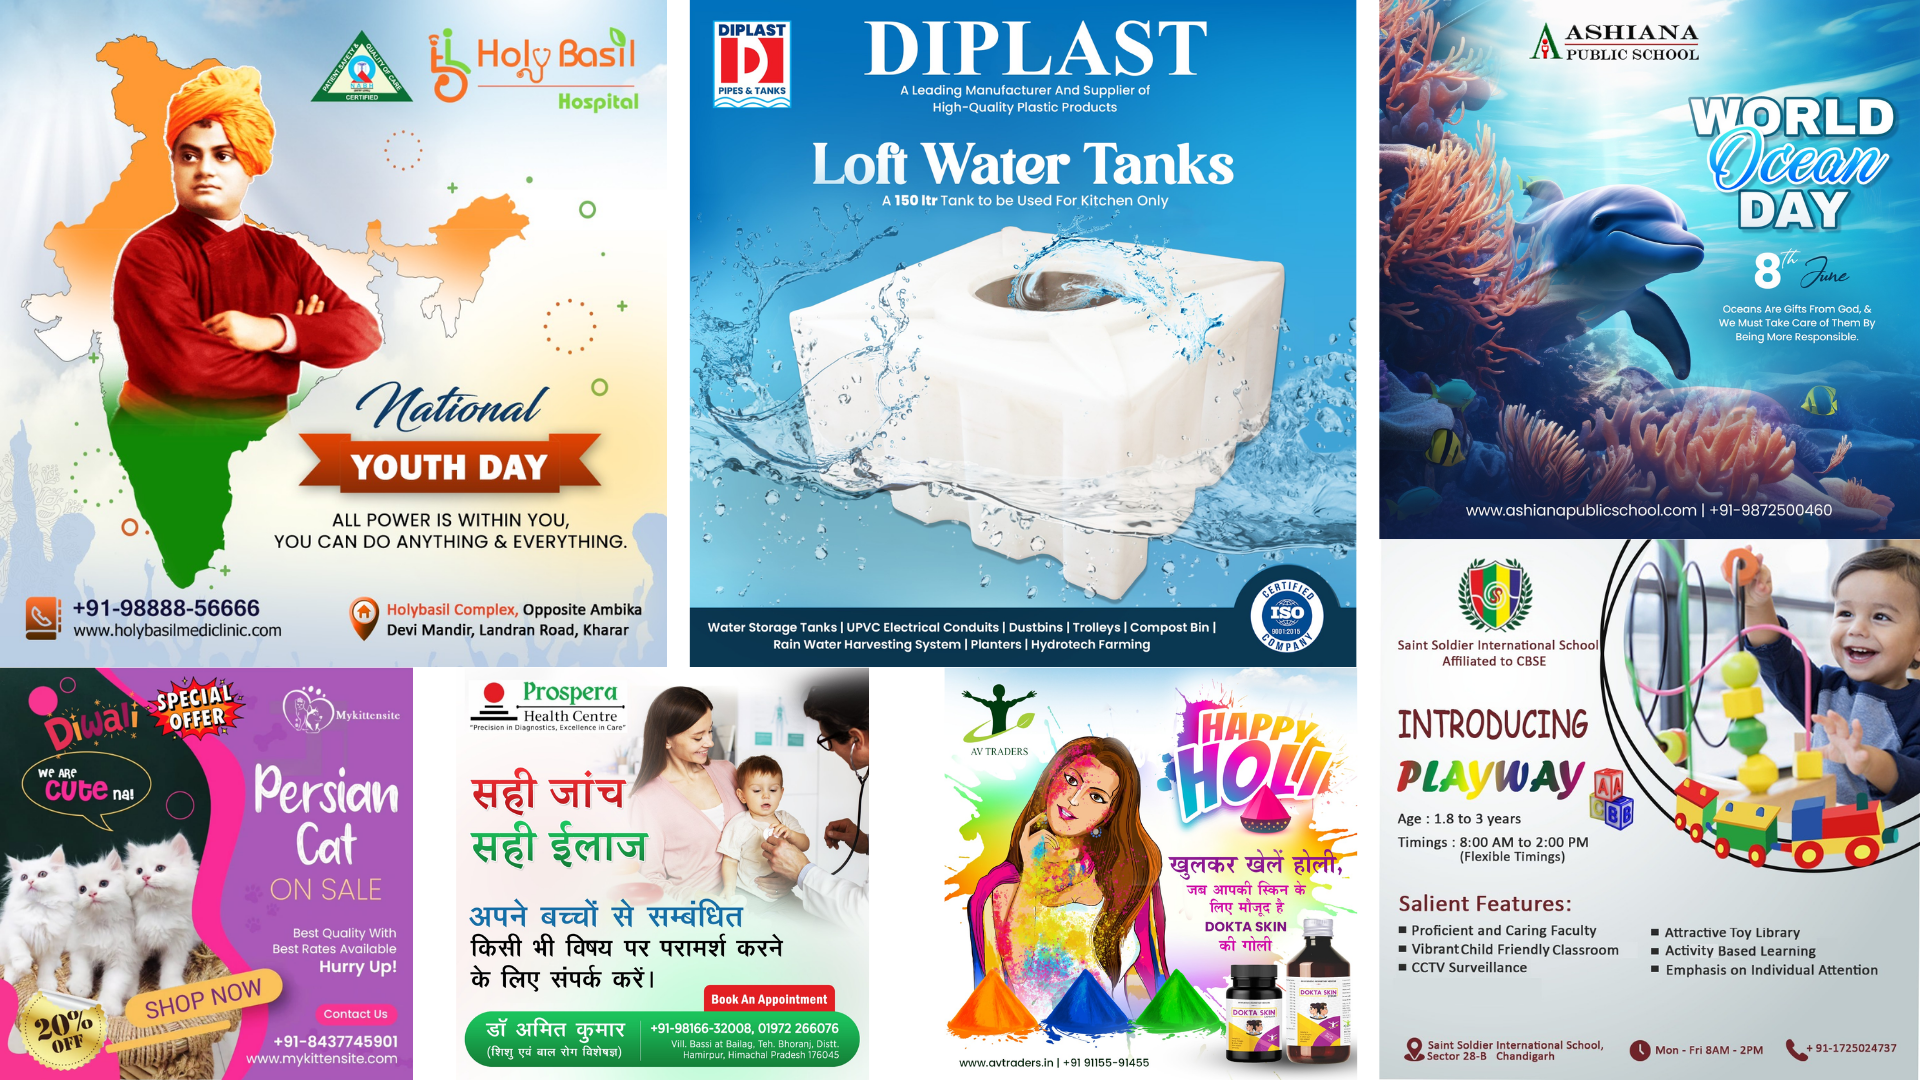 PATIENT SAFETY & QUALITY OF CARE
CERTIFIED
Holy Basil
Hospital
National
YOUTH DAY
ALL POWER IS WITHIN YOU,
YOU CAN DO ANYTHING & EVERYTHING.
+91-98888-56666
www.holybasilmediclinic.com
Holybasil Complex, Opposite Ambika
Devi Mandir, Landran Road, Kharar
DIPLAST
D
PIPES & TANKS
DIPLAST
A Leading Manufacturer And Supplier of
High-Quality Plastic Products
Loft Water Tanks
A 150 ltr Tank to be Used For Kitchen Only
CERTIFIED
ISO
9001:2015
COMPANY
Water Storage Tanks | UPVC Electrical Conduits | Dustbins | Trolleys | Compost Bin |
Rain Water Harvesting System | Planters | Hydrotech Farming
ASHIANA
PUBLIC SCHOOL
WORLD
Ocean
DAY
8th June
Oceans Are Gifts From God, &
We Must Take Care of Them By
Being More Responsible.
www.ashianapublicschool.com | +91-9872500460
Saint Soldier International School
Affiliated to CBSE
INTRODUCING
PLAYWAY
Age : 1.8 to 3 years
Timings : 8:00 AM to 2:00 PM
(Flexible Timings)
Salient Features:
Proficient and Caring Faculty
Vibrant Child Friendly Classroom
CCTV Surveillance
Attractive Toy Library
Activity Based Learning
Emphasis on Individual Attention
Saint Soldier International School,
Sector 28-B Chandigarh
Mon - Fri 8AM - 2PM
+ 91-1725024737
Diwali
SPECIAL
OFFER
Mykittensite
WE ARE
cute na!
Persian
Cat
ON SALE
Best Quality With
Best Rates Available
Hurry Up!
SHOP NOW
20%
OFF
Contact Us
+91-8437745901
www.mykittensite.com
Prospera
Health Centre
"Precision in Diagnostics, Excellence in Care"
सही जांच
सही ईलाज
अपने बच्चों से सम्बंधित
किसी भी विषय पर परामर्श करने
के लिए संपर्क करें।
Book An Appointment
डॉ अमित कुमार
(शिशु एवं बाल रोग विशेषज्ञ)
+91-98166-32008, 01972 266076
Vill. Bassi at Bailag, Teh. Bhoranj, Distt.
Hamirpur, Himachal Pradesh 176045
AV TRADERS
HAPPY
HOLI
खुलकर खेलें होली,
जब आपकी स्किन के
लिए मौजूद है
DOKTA SKIN
की गोली
DOKTA SKIN
DOKTA SKIN
www.avtraders.in | +91 91155-91455